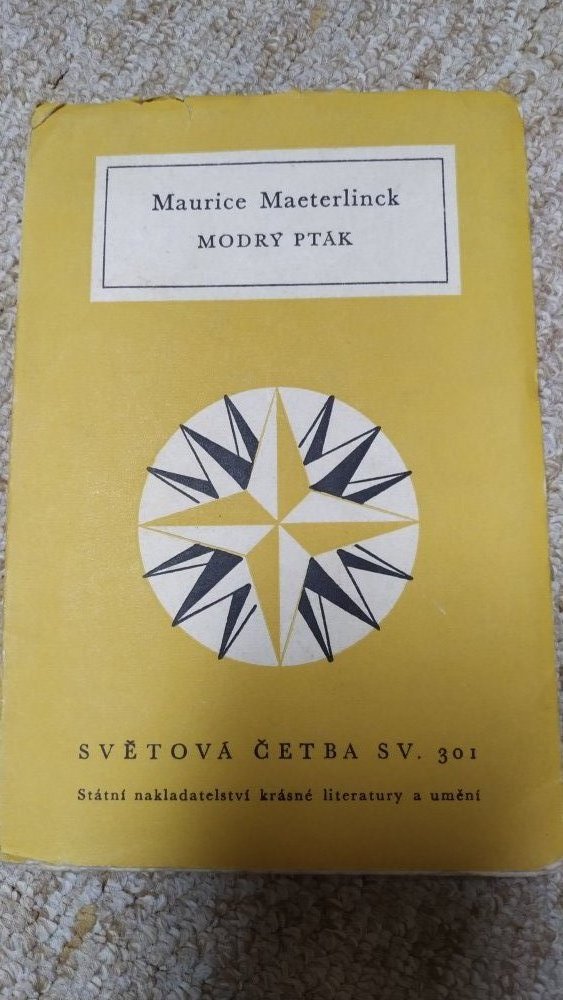 Maurice Maeterlinck
MODRÝ PTÁK
SVĚTOVÁ ČETBA SV. 301
Státní nakladatelství krásné literatury a umění